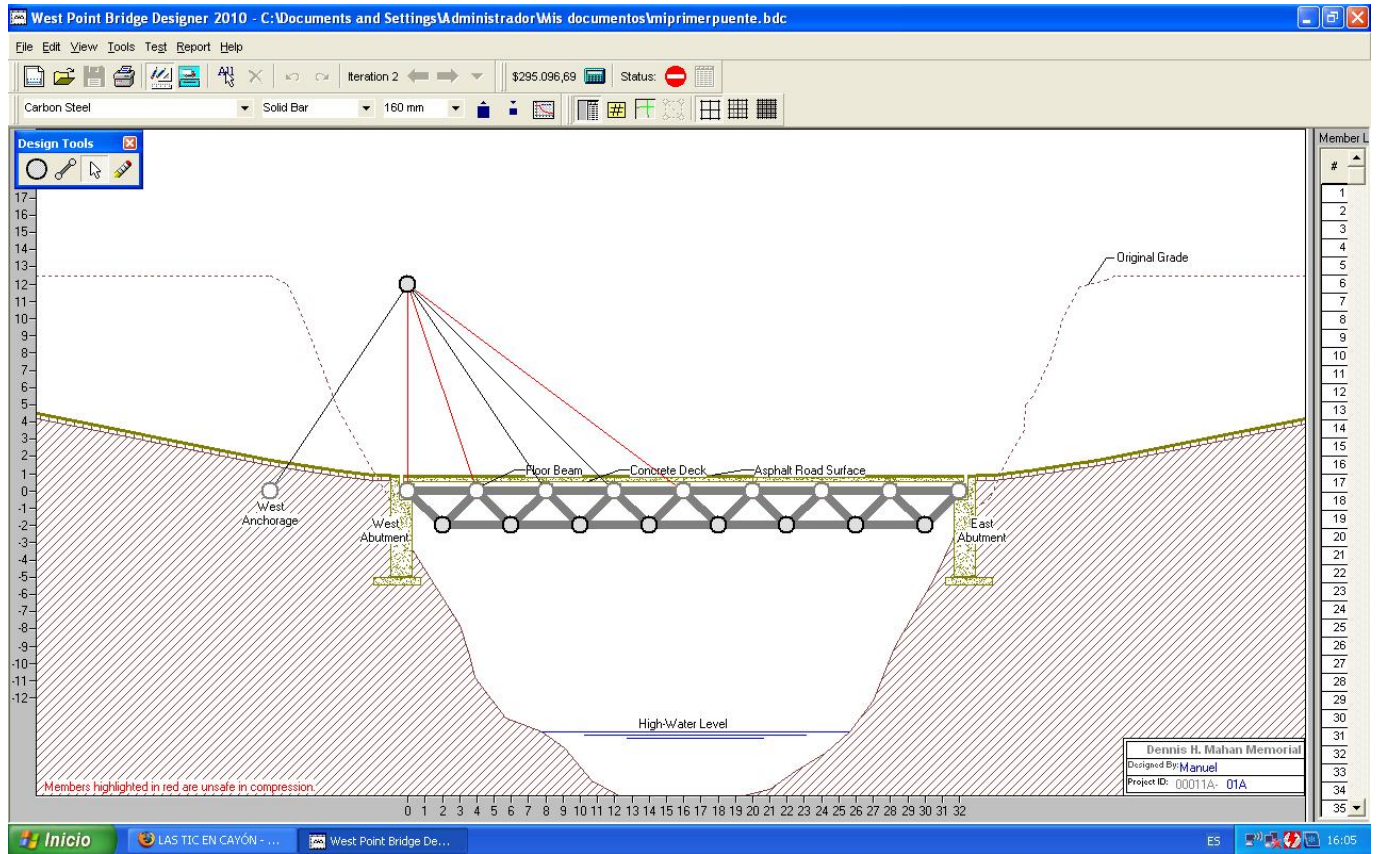 West Point Bridge Designer 2010 - C:\Documents and Settings\Administrador\Mis documentos\miprimerpuente.bdc
File Edit View Tools Test Report Help
All
Iteration 2
$295.096,69
Status:
Carbon Steel
Solid Bar
160 mm
#
Design Tools
Member L
#
17
16
15
14
13
12
11
10
9
8
7
6
5
4
3
2
1
0
-1
-2
-3
-4
-5
-6
-7
-8
-9
-10
-11
-12
Original Grade
Floor Beam
Concrete Deck
Asphalt Road Surface
West
Anchorage
West
Abutment
East
Abutment
High-Water Level
Members highlighted in red are unsafe in compression.
Dennis H. Mahan Memorial
Designed By: Manuel
Project ID: 00011A- 01A
0 1 2 3 4 5 6 7 8 9 10 11 12 13 14 15 16 17 18 19 20 21 22 23 24 25 26 27 28 29 30 31 32
1
2
3
4
5
6
7
8
9
10
11
12
13
14
15
16
17
18
19
20
21
22
23
24
25
26
27
28
29
30
31
32
33
34
35
Inicio
LAS TIC EN CAYÓN - ...
West Point Bridge De...
ES
16:05